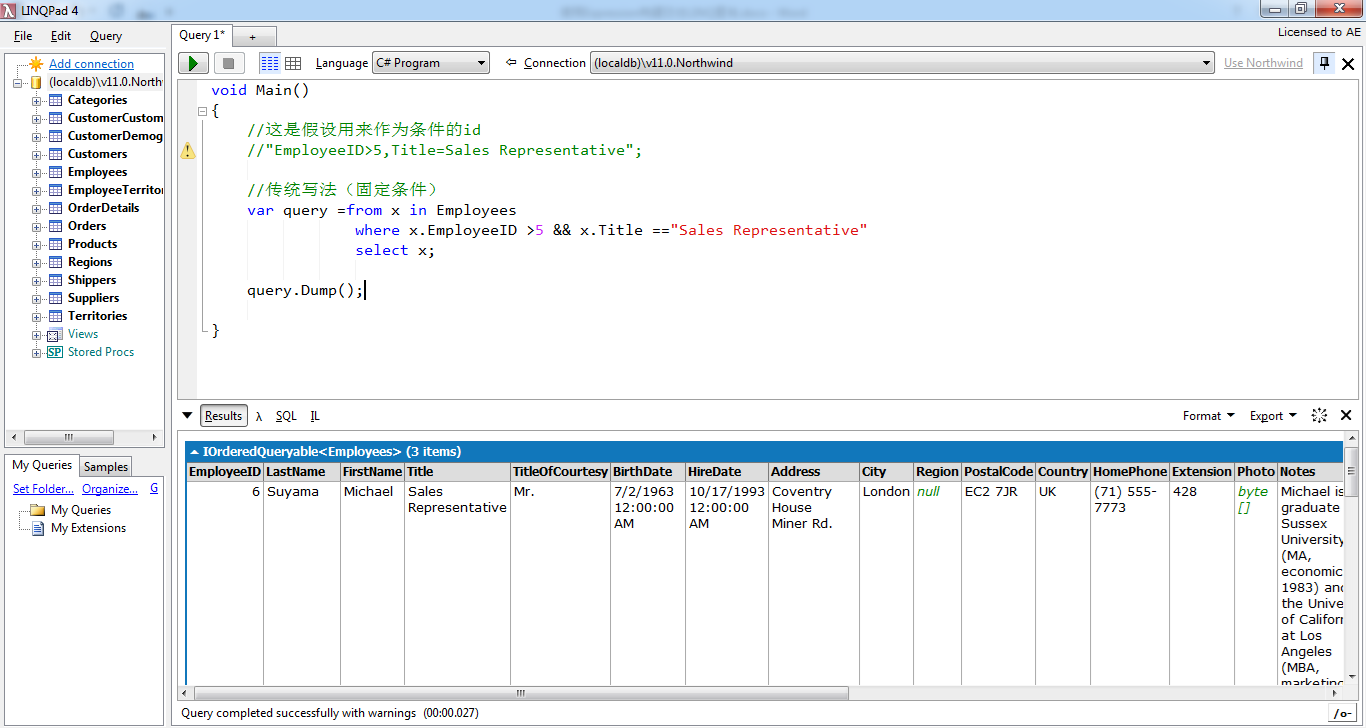 LINQPad 4
File Edit Query
Licensed to AE
Add connection
(localdb)\v11.0.North
Categories
CustomerCustom
CustomerDemog
Customers
Employees
EmployeeTerrito
OrderDetails
Orders
Products
Regions
Shippers
Suppliers
Territories
Views
SP Stored Procs
My Queries Samples
Set Folder... Organize... G
My Queries
My Extensions
Query 1* +
Language C# Program Connection (localdb)\v11.0.Northwind Use Northwind
void Main()
{
//这是假设用来作为条件的id
//"EmployeeID>5,Title=Sales Representative";
//传统写法（固定条件）
var query =from x in Employees
where x.EmployeeID >5 && x.Title =="Sales Representative"
select x;
query.Dump();
}
Results λ SQL IL Format Export
IOrderedQueryable<Employees> (3 items)
EmployeeID LastName FirstName Title TitleOfCourtesy BirthDate HireDate Address City Region PostalCode Country HomePhone Extension Photo Notes
6 Suyama Michael Sales Mr. 7/2/1963 10/17/1993 Coventry London null EC2 7JR UK (71) 555- 428 byte Michael is
Representative 12:00:00 12:00:00 House 7773 [] graduate
AM AM Miner Rd. Sussex
University
(MA,
economic
1983) and
the Unive
of Califor
at Los
Angeles
(MBA,
marketing
Query completed successfully with warnings (00:00.027)
/o-